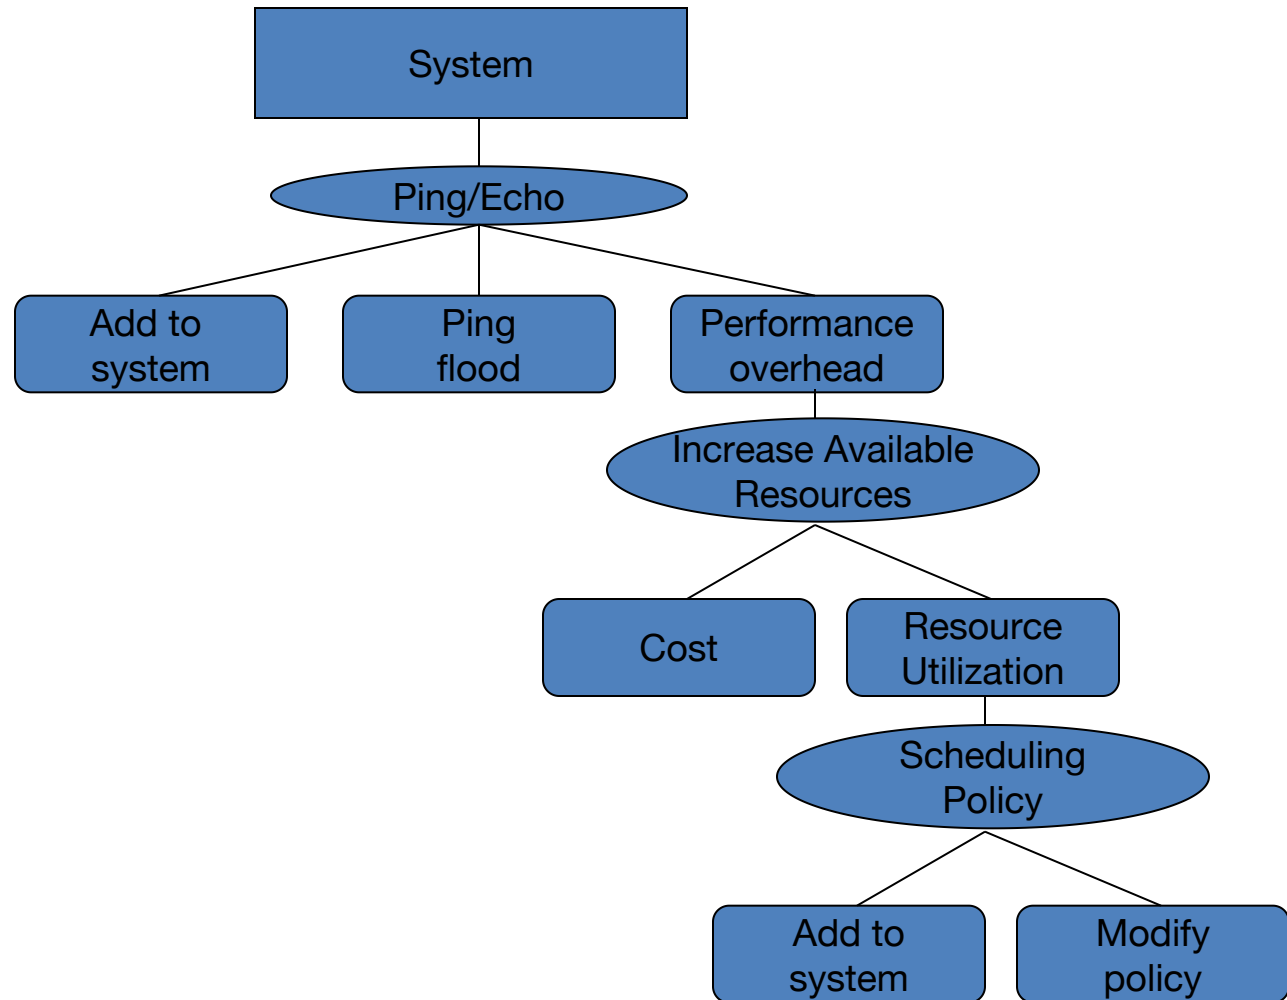 System
Ping/Echo
Add to
system
Ping
flood
Performance
overhead
Increase Available
Resources
Cost
Resource
Utilization
Scheduling
Policy
Add to
system
Modify
policy